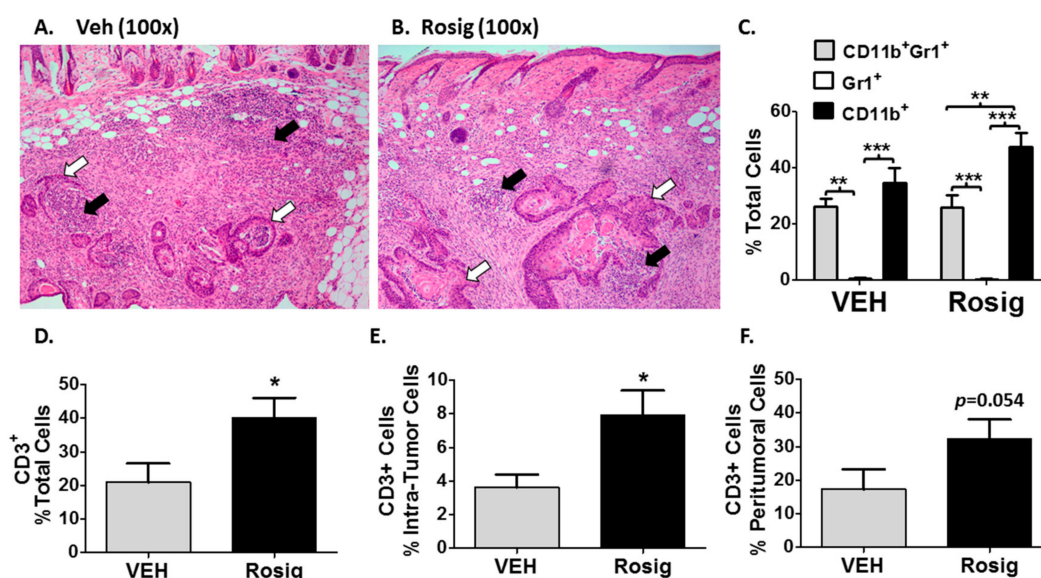 A. Veh (100x)
B. Rosig (100x)
C.
CD11b⁺Gr1⁺
Gr1⁺
CD11b⁺
% Total Cells
60
40
20
0
** *** ** *** ***
VEH Rosig
D.
CD3⁺
% Total Cells
50
40
30
20
10
0
*
VEH Rosig
E.
CD3+ Cells
% Intra-Tumor Cells
10
8
6
4
2
0
*
VEH Rosig
F.
CD3+ Cells
% Peritumoral Cells
50
40
30
20
10
0
p=0.054
VEH Rosig